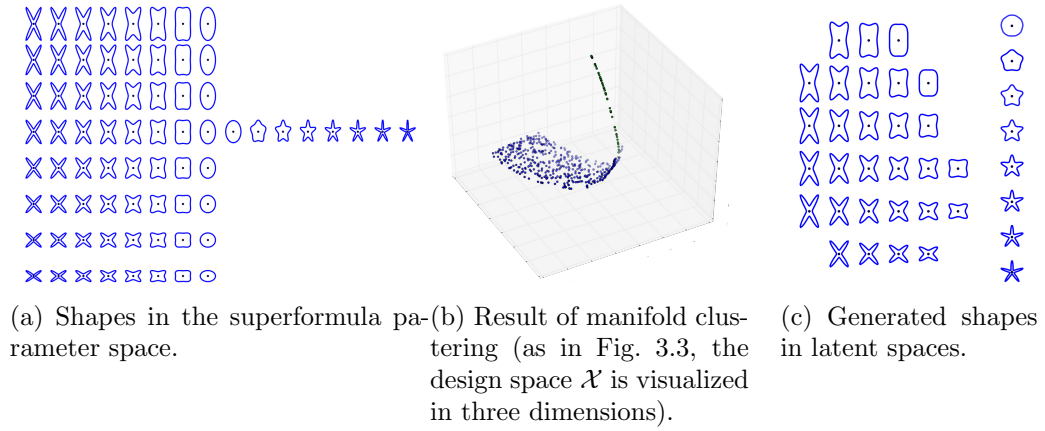 (a) Shapes in the superformula pa-
rameter space.
(b) Result of manifold clus-
tering (as in Fig. 3.3, the
design space 𝒳 is visualized
in three dimensions).
(c) Generated shapes
in latent spaces.